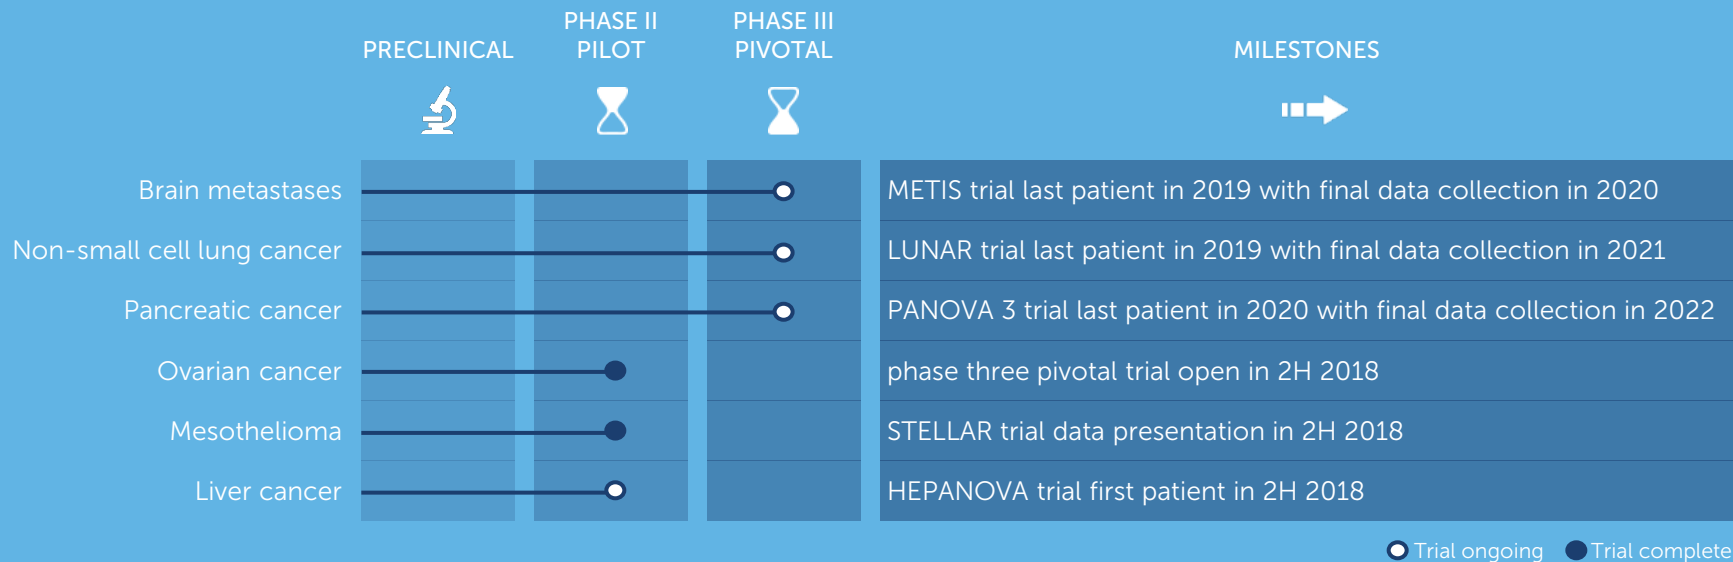 PRECLINICAL
PHASE II
PILOT
PHASE III
PIVOTAL
MILESTONES
Brain metastases
METIS trial last patient in 2019 with final data collection in 2020
Non-small cell lung cancer
LUNAR trial last patient in 2019 with final data collection in 2021
Pancreatic cancer
PANOVA 3 trial last patient in 2020 with final data collection in 2022
Ovarian cancer
phase three pivotal trial open in 2H 2018
Mesothelioma
STELLAR trial data presentation in 2H 2018
Liver cancer
HEPANOVA trial first patient in 2H 2018
Trial ongoing
Trial complete